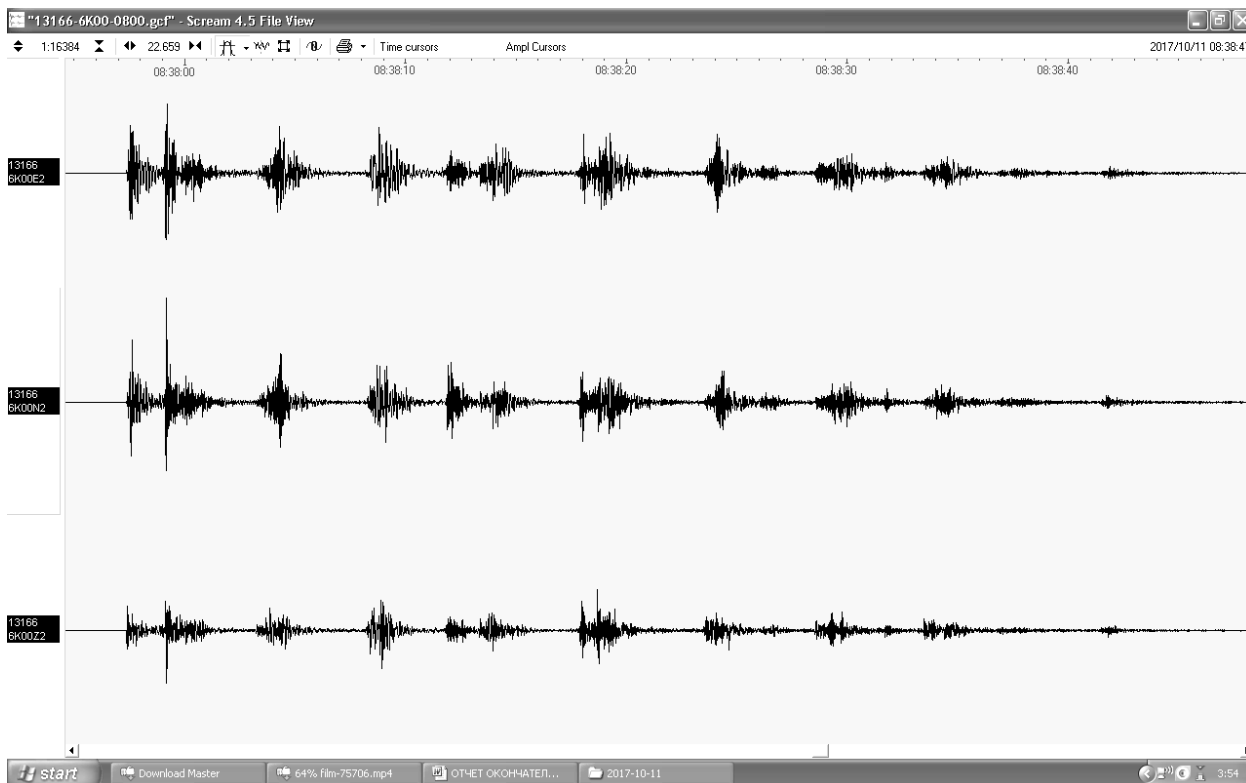 "13166-6K00-0800.gcf" - Scream 4.5 File View
1:16384 22.659 Time cursors Ampl Cursors 2017/10/11 08:38:4
08:38:00 08:38:10 08:38:20 08:38:30 08:38:40
13166
6K00E2
13166
6K00N2
13166
6K00Z2
start Download Master 64% film-75706.mp4 ОТЧЕТ ОКОНЧАТЕЛ... 2017-10-11 3:54